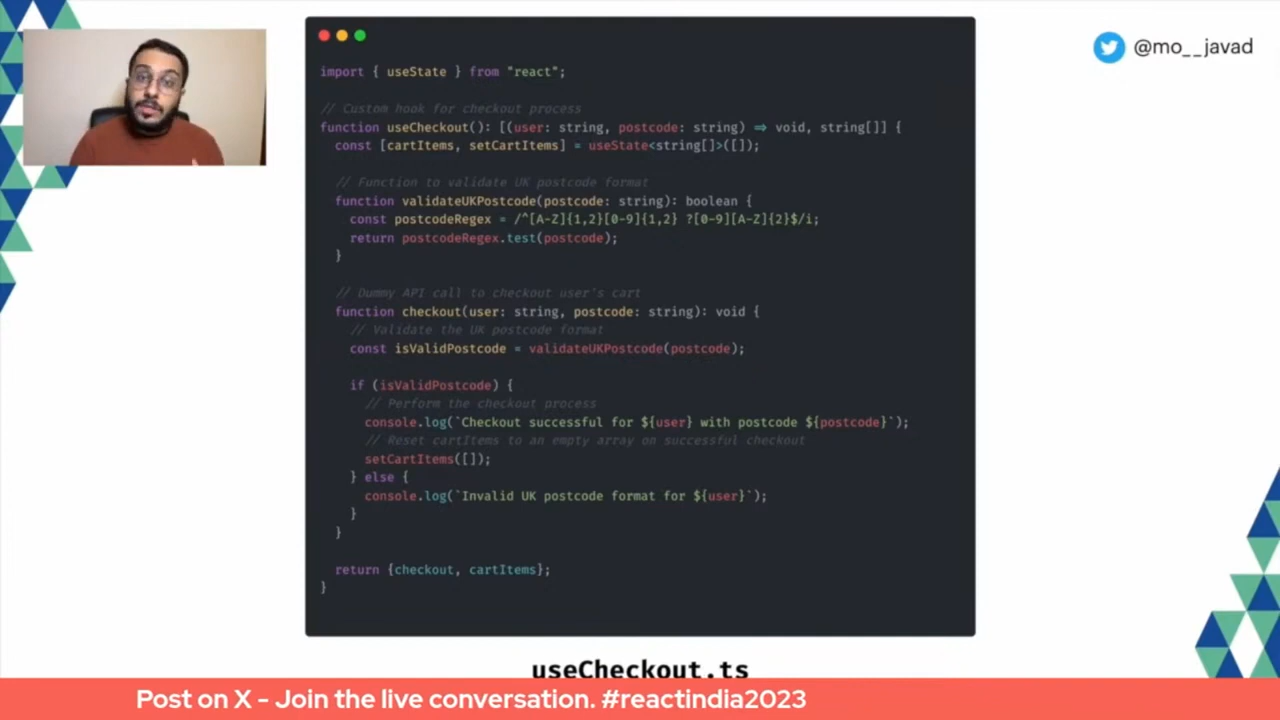 @mo__javad
import { useState } from "react";
// Custom hook for checkout process
function useCheckout(): [(user: string, postcode: string) => void, string[]] {
const [cartItems, setCartItems] = useState<string[]>([]);
// Function to validate UK postcode format
function validateUKPostcode(postcode: string): boolean {
const postcodeRegex = /^[A-Z]{1,2}[0-9]{1,2} ?[0-9][A-Z]{2}$/i;
return postcodeRegex.test(postcode);
}
// Dummy API call to checkout user's cart
function checkout(user: string, postcode: string): void {
// Validate the UK postcode format
const isValidPostcode = validateUKPostcode(postcode);
if (isValidPostcode) {
// Perform the checkout process
console.log(`Checkout successful for ${user} with postcode ${postcode}`);
// Reset cartItems to an empty array on successful checkout
setCartItems([]);
} else {
console.log(`Invalid UK postcode format for ${user}`);
}
}
return {checkout, cartItems};
}
useCheckout.ts
Post on X - Join the live conversation. #reactindia2023